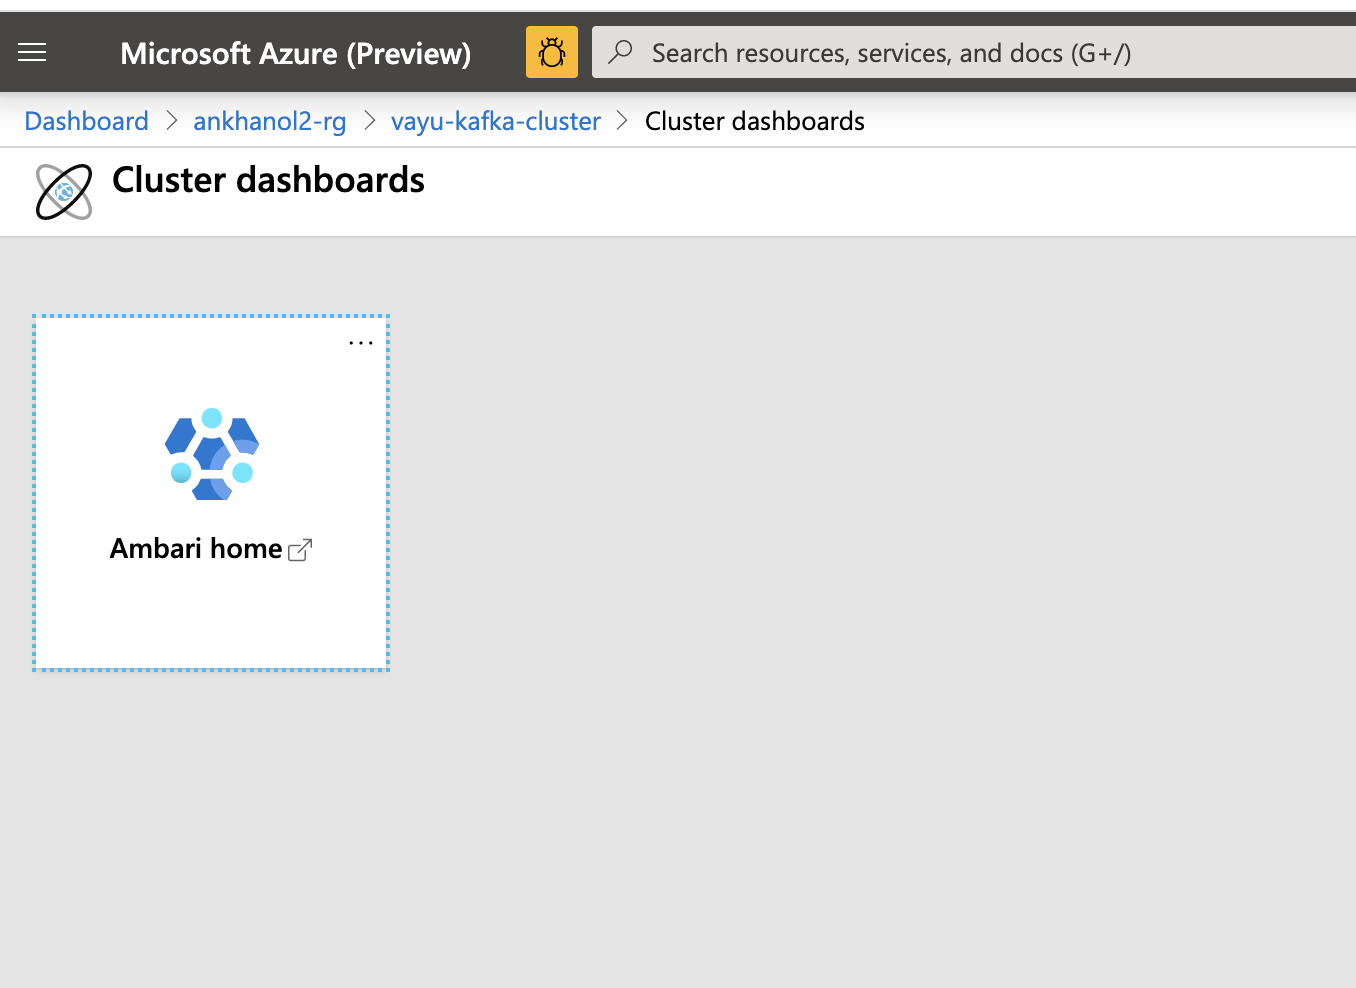 Microsoft Azure (Preview)
Search resources, services, and docs (G+/)
Dashboard > ankhanol2-rg > vayu-kafka-cluster > Cluster dashboards
Cluster dashboards
...
Ambari home